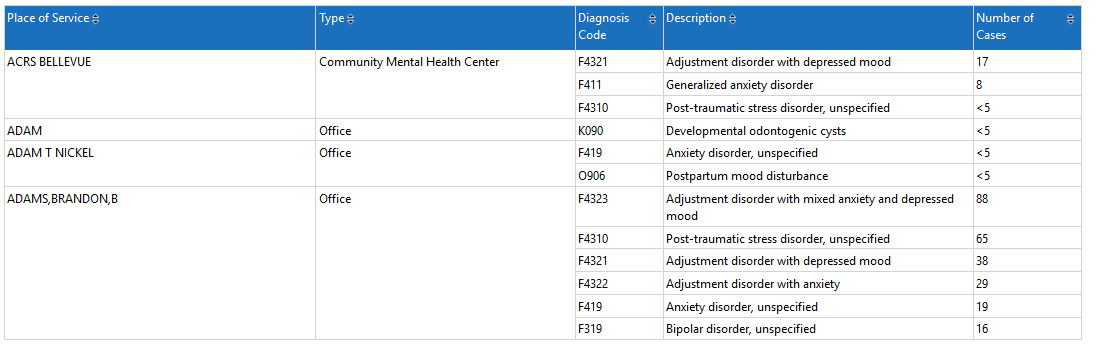 Place of Service Type Diagnosis Code Description Number of Cases
ACRS BELLEVUE Community Mental Health Center F4321 Adjustment disorder with depressed mood 17
F411 Generalized anxiety disorder 8
F4310 Post-traumatic stress disorder, unspecified <5
ADAM Office K090 Developmental odontogenic cysts <5
ADAM T NICKEL Office F419 Anxiety disorder, unspecified <5
O906 Postpartum mood disturbance <5
ADAMS,BRANDON,B Office F4323 Adjustment disorder with mixed anxiety and depressed mood 88
F4310 Post-traumatic stress disorder, unspecified 65
F4321 Adjustment disorder with depressed mood 38
F4322 Adjustment disorder with anxiety 29
F419 Anxiety disorder, unspecified 19
F319 Bipolar disorder, unspecified 16